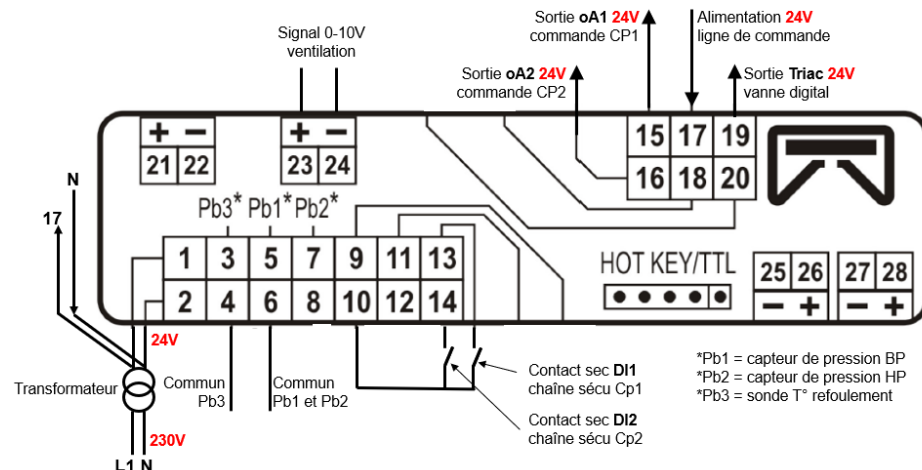 Signal 0-10V
ventilation
Sortie oA1 24V
commande CP1
Alimentation 24V
ligne de commande
Sortie oA2 24V
commande CP2
Sortie Triac 24V
vanne digital
+ −
21 22
+ −
23 24
15 17 19
16 18 20
N
17
Pb3* Pb1* Pb2*
1 3 5 7 9 11 13
2 4 6 8 10 12 14
HOT KEY/TTL
25 26
− +
27 28
− +
24V
Transformateur
230V
L1 N
Commun
Pb3
Commun
Pb1 et Pb2
Contact sec DI1
chaîne sécu Cp1
Contact sec DI2
chaîne sécu Cp2
*Pb1 = capteur de pression BP
*Pb2 = capteur de pression HP
*Pb3 = sonde T° refoulement